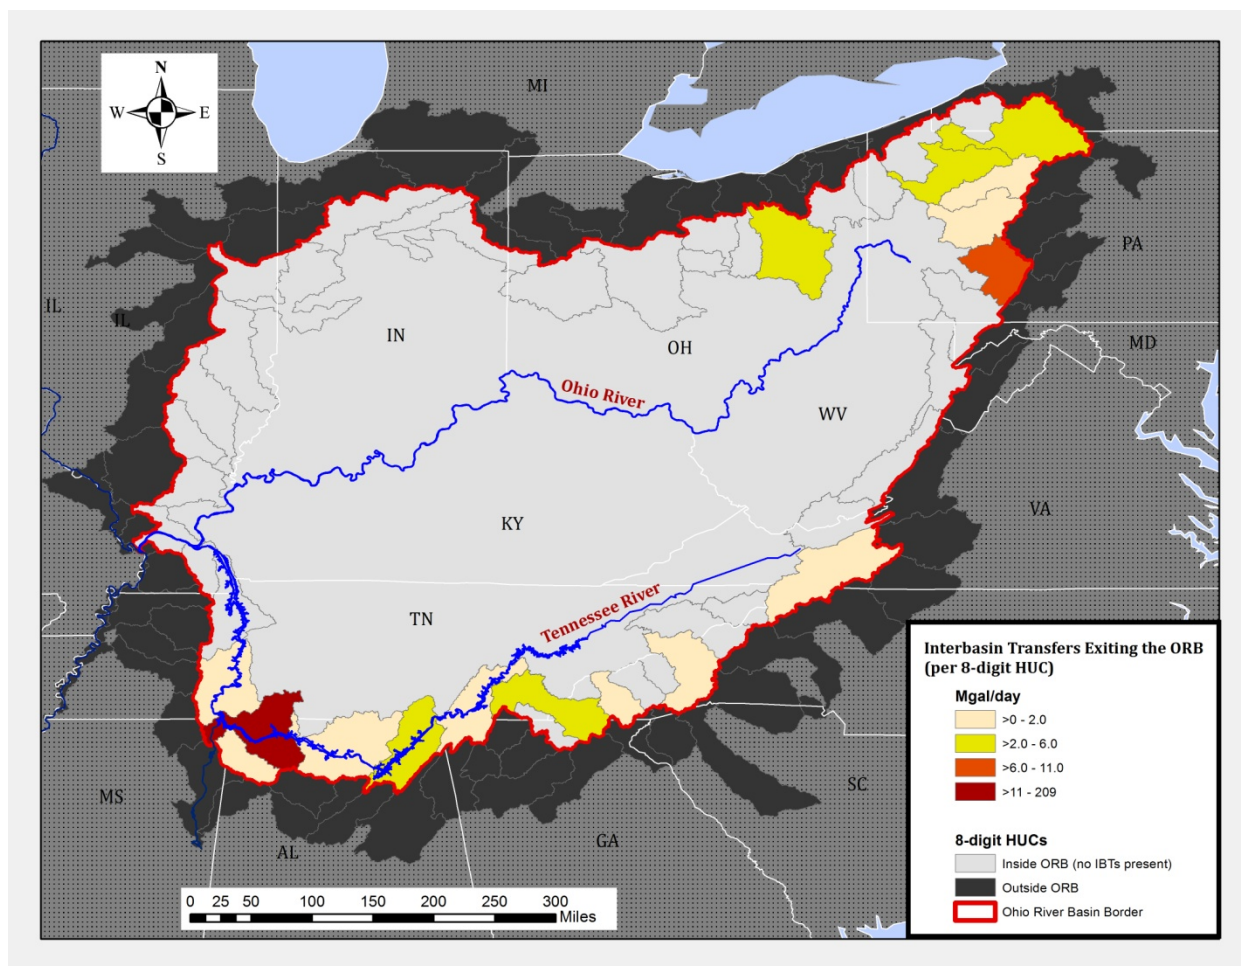 N
W E
S
MI
PA
IL
IL
IN
OH
MD
Ohio River
WV
KY
VA
TN
Tennessee River
MS
AL
GA
SC
0 25 50 100 150 200 250 300
Miles
Interbasin Transfers Exiting the ORB
(per 8-digit HUC)
Mgal/day
>0 - 2.0
>2.0 - 6.0
>6.0 - 11.0
>11 - 209
8-digit HUCs
Inside ORB (no IBTs present)
Outside ORB
Ohio River Basin Border